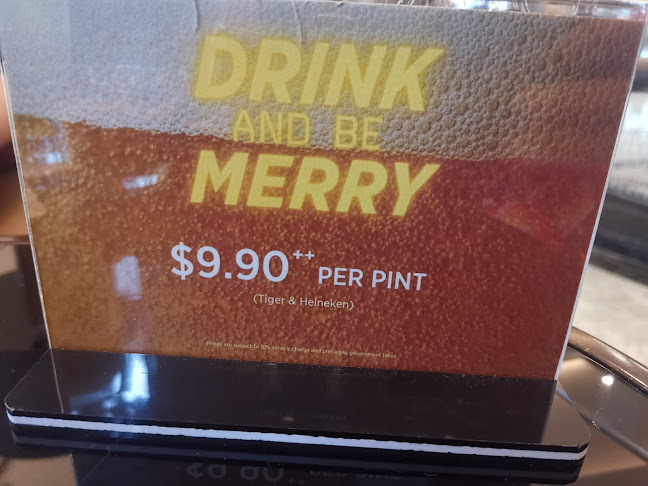 DRINK
AND BE
MERRY
$9.90++ PER PINT
(Tiger & Heineken)
Prices are subject to 10% service charge and prevailing government taxes.